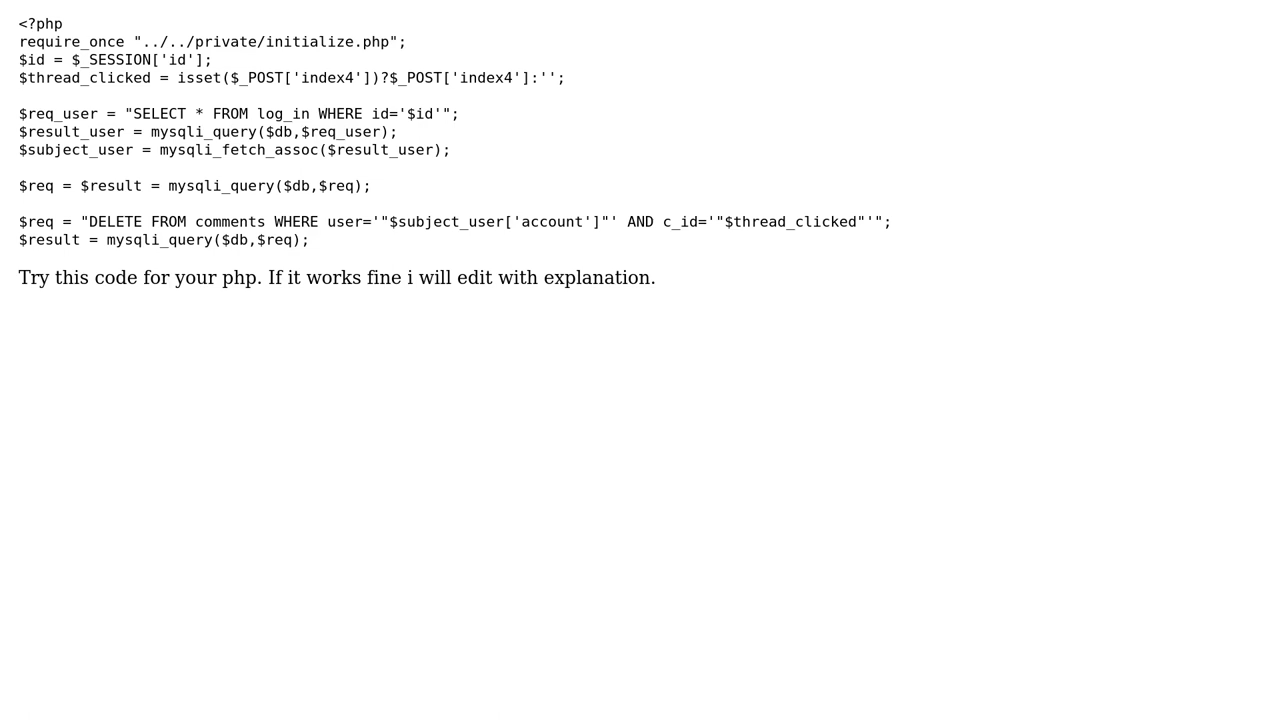 <?php
require_once "../../private/initialize.php";
$id = $_SESSION['id'];
$thread_clicked = isset($_POST['index4'])?$_POST['index4']:'';
$req_user = "SELECT * FROM log_in WHERE id='$id'";
$result_user = mysqli_query($db,$req_user);
$subject_user = mysqli_fetch_assoc($result_user);
$req = $result = mysqli_query($db,$req);
$req = "DELETE FROM comments WHERE user='"$subject_user['account']"' AND c_id='"$thread_clicked"'";
$result = mysqli_query($db,$req);
Try this code for your php. If it works fine i will edit with explanation.